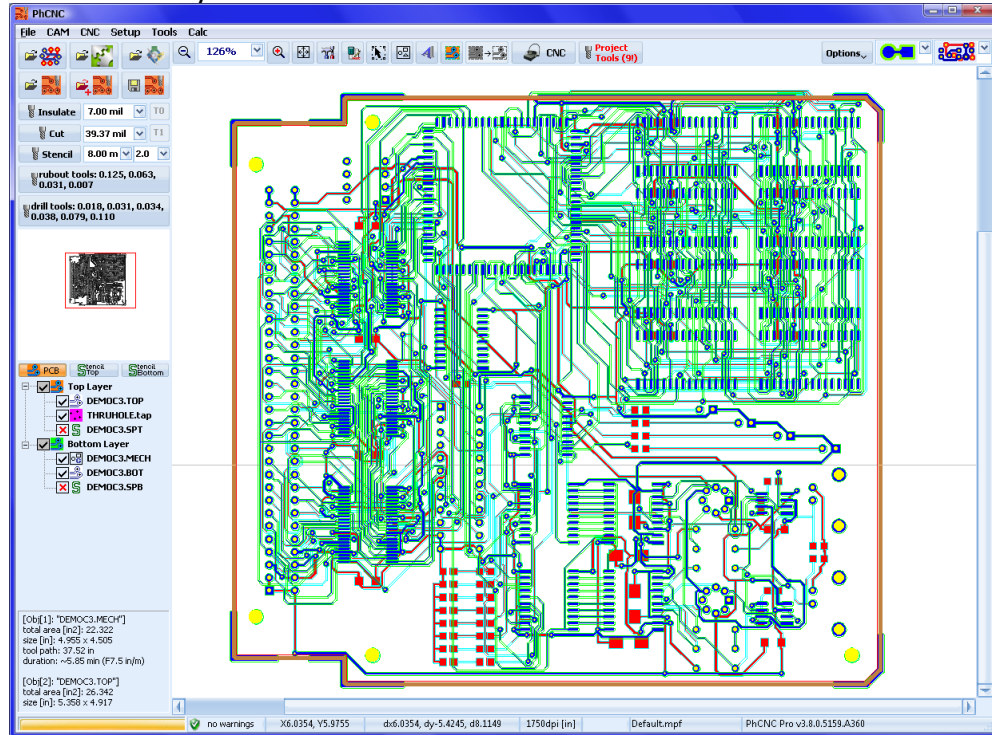 PhCNC
File CAM CNC Setup Tools Calc
126% CNC Project Tools (9!) Options
Insulate 7.00 mil T0
Cut 39.37 mil T1
Stencil 8.00 m 2.0
rubout tools: 0.125, 0.063,
0.031, 0.007
drill tools: 0.018, 0.031, 0.034,
0.038, 0.079, 0.110
PCB Stencil Top Stencil Bottom
Top Layer
DEMOC3.TOP
THRUHOLE.tap
DEMOC3.SPT
Bottom Layer
DEMOC3.MECH
DEMOC3.BOT
DEMOC3.SPB
[Obj[1]: "DEMOC3.MECH"]
total area [in2]: 22.322
size [in]: 4.955 x 4.505
tool path: 37.52 in
duration: ~5.85 min (F7.5 in/m)
[Obj[2]: "DEMOC3.TOP"]
total area [in2]: 26.342
size [in]: 5.358 x 4.917
no warnings X6.0354, Y5.9755 dx6.0354, dy-5.4245, d8.1149 1750dpi [in] Default.mpf PhCNC Pro v3.8.0.5159.A360